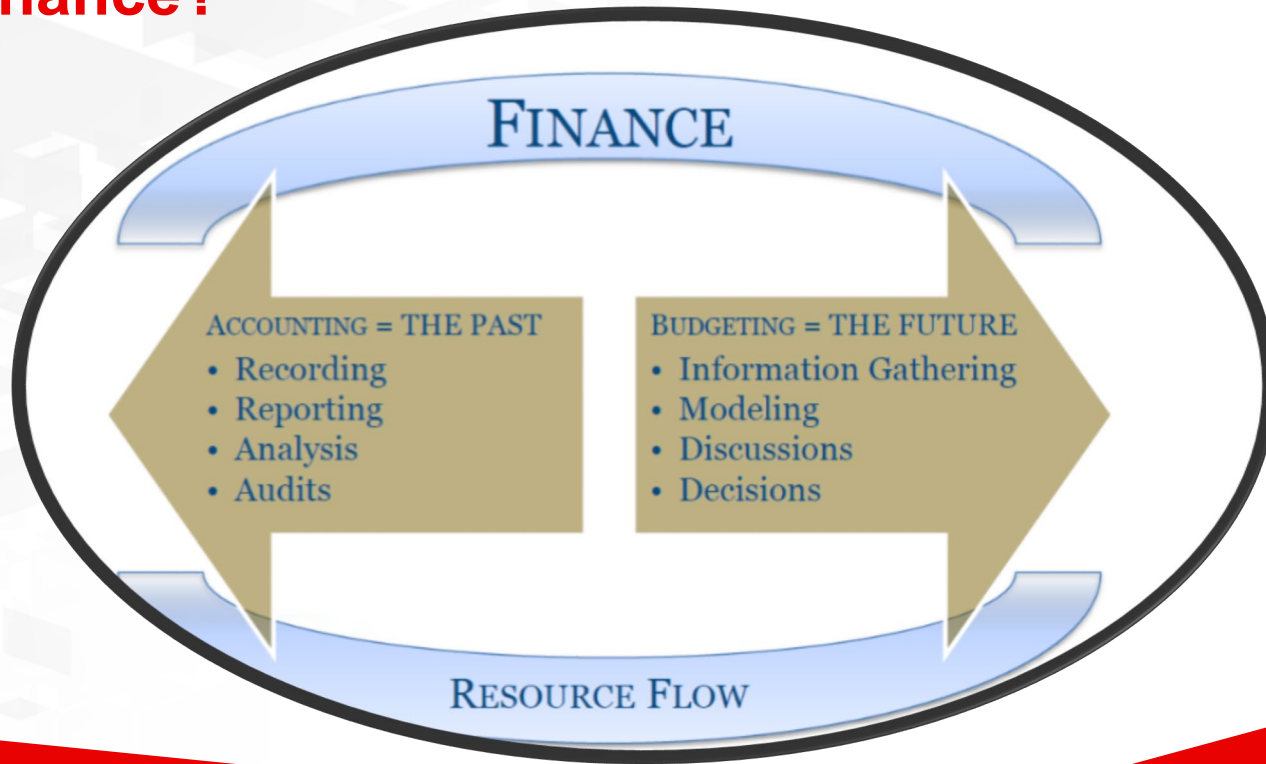 FINANCE
ACCOUNTING = THE PAST
• Recording
• Reporting
• Analysis
• Audits
BUDGETING = THE FUTURE
• Information Gathering
• Modeling
• Discussions
• Decisions
RESOURCE FLOW